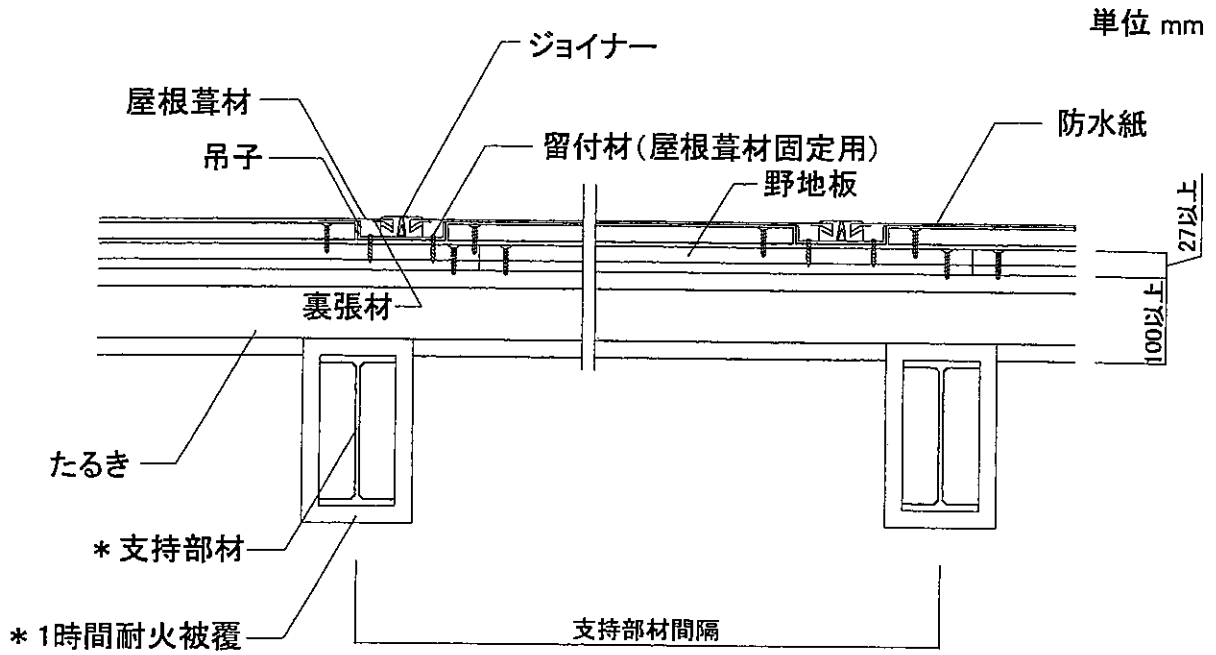 単位 mm
ジョイナー
屋根葺材
防水紙
留付材(屋根葺材固定用)
吊子
野地板
27以上
裏張材
100以上
たるき
*支持部材
*1時間耐火被覆
支持部材間隔